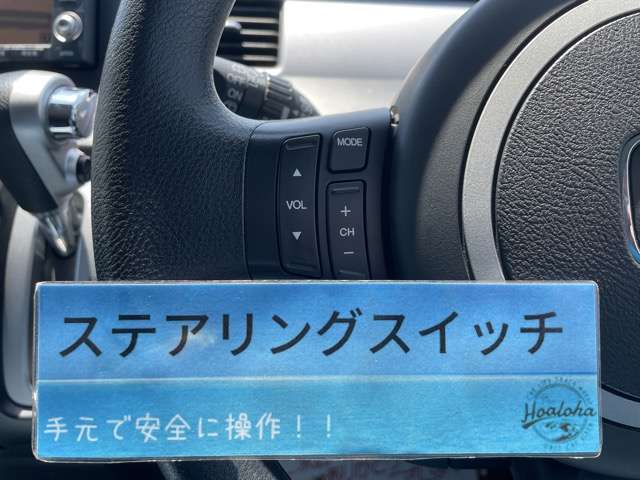 MODE
▲
VOL
▼
+
CH
−
ステアリングスイッチ
手元で安全に操作！！
Hoaloha